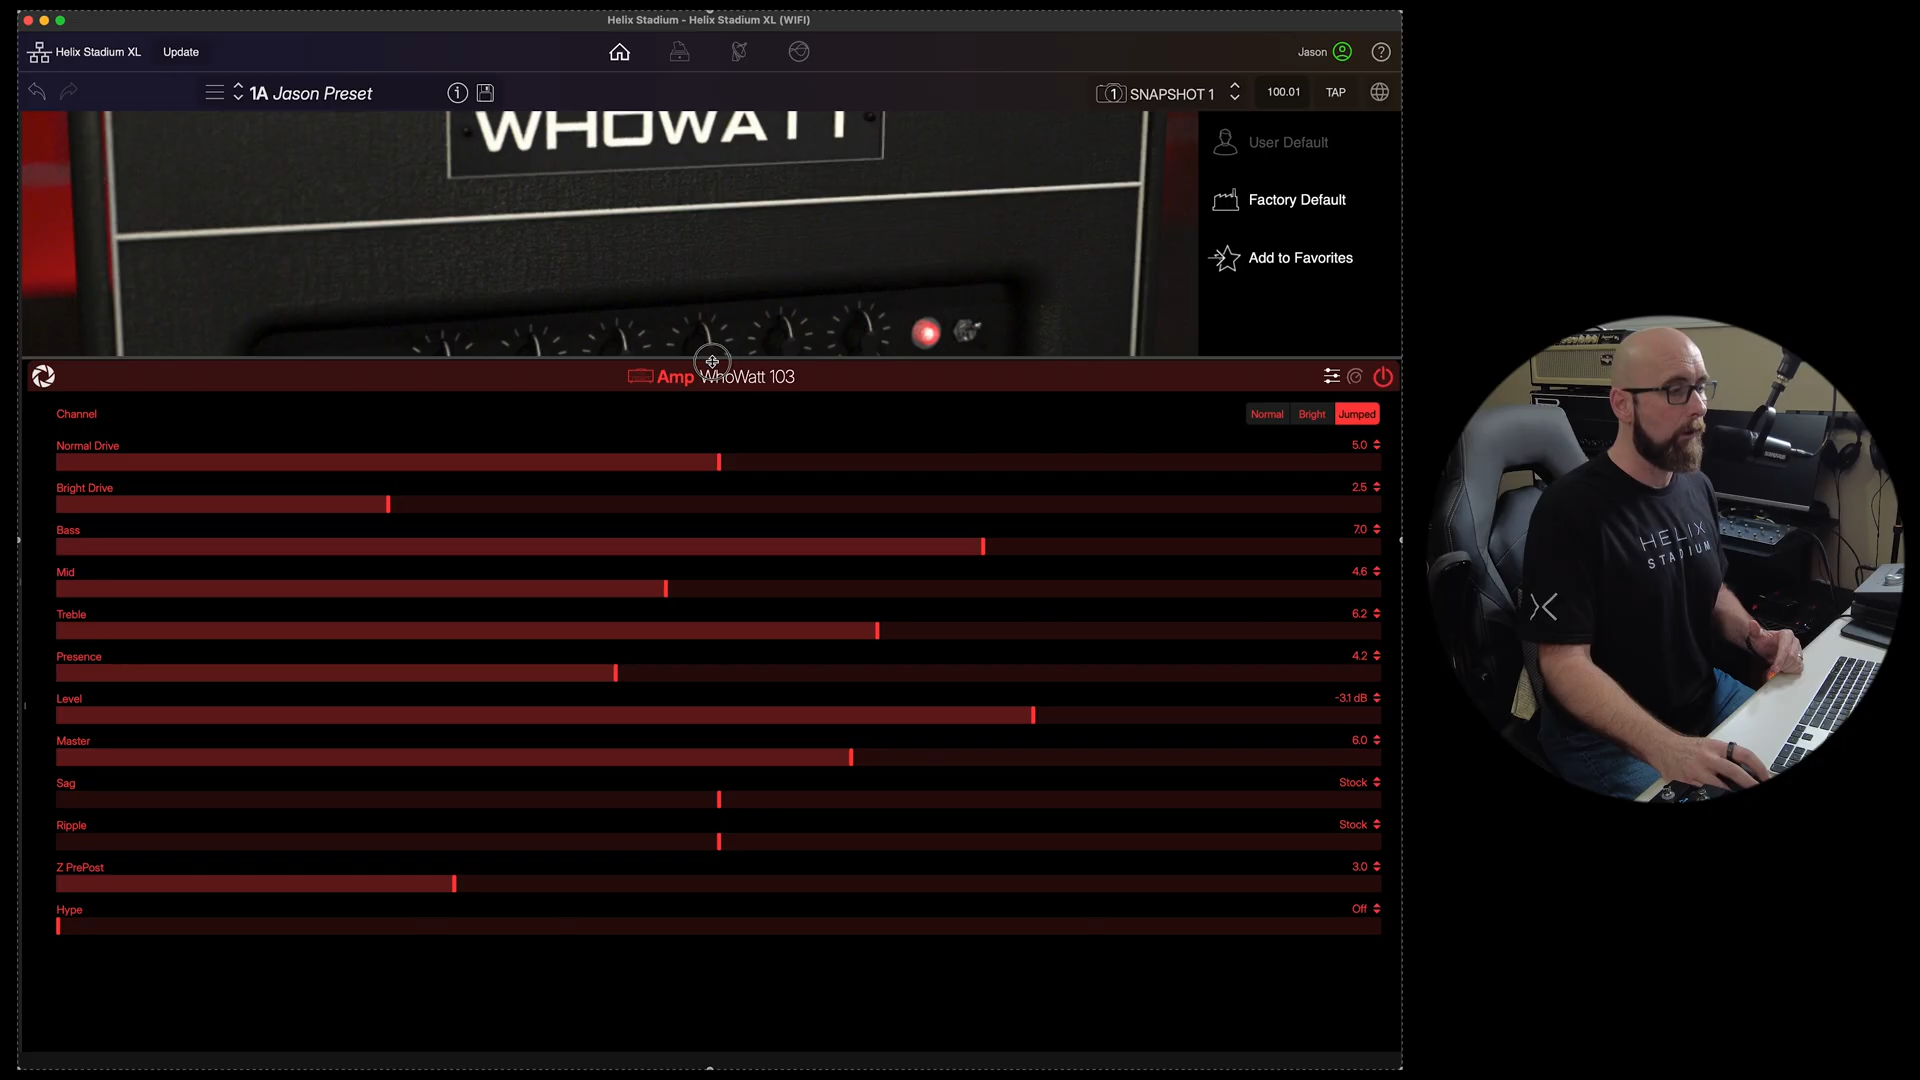 Helix Stadium - Helix Stadium XL (WIFI)
Helix Stadium XL
Update
Jason
?
1A Jason Preset
i
1
SNAPSHOT 1
100.01
TAP
WHOWATT
User Default
Factory Default
Add to Favorites
Amp WhoWatt 103
Channel
Normal Bright Jumped
Normal Drive 5.0
Bright Drive 2.5
Bass 7.0
Mid 4.6
Treble 6.2
Presence 4.2
Level -3.1 dB
Master 6.0
Sag Stock
Ripple Stock
Z PrePost 3.0
Hype Off
HELIX
STADIUM
SHURE